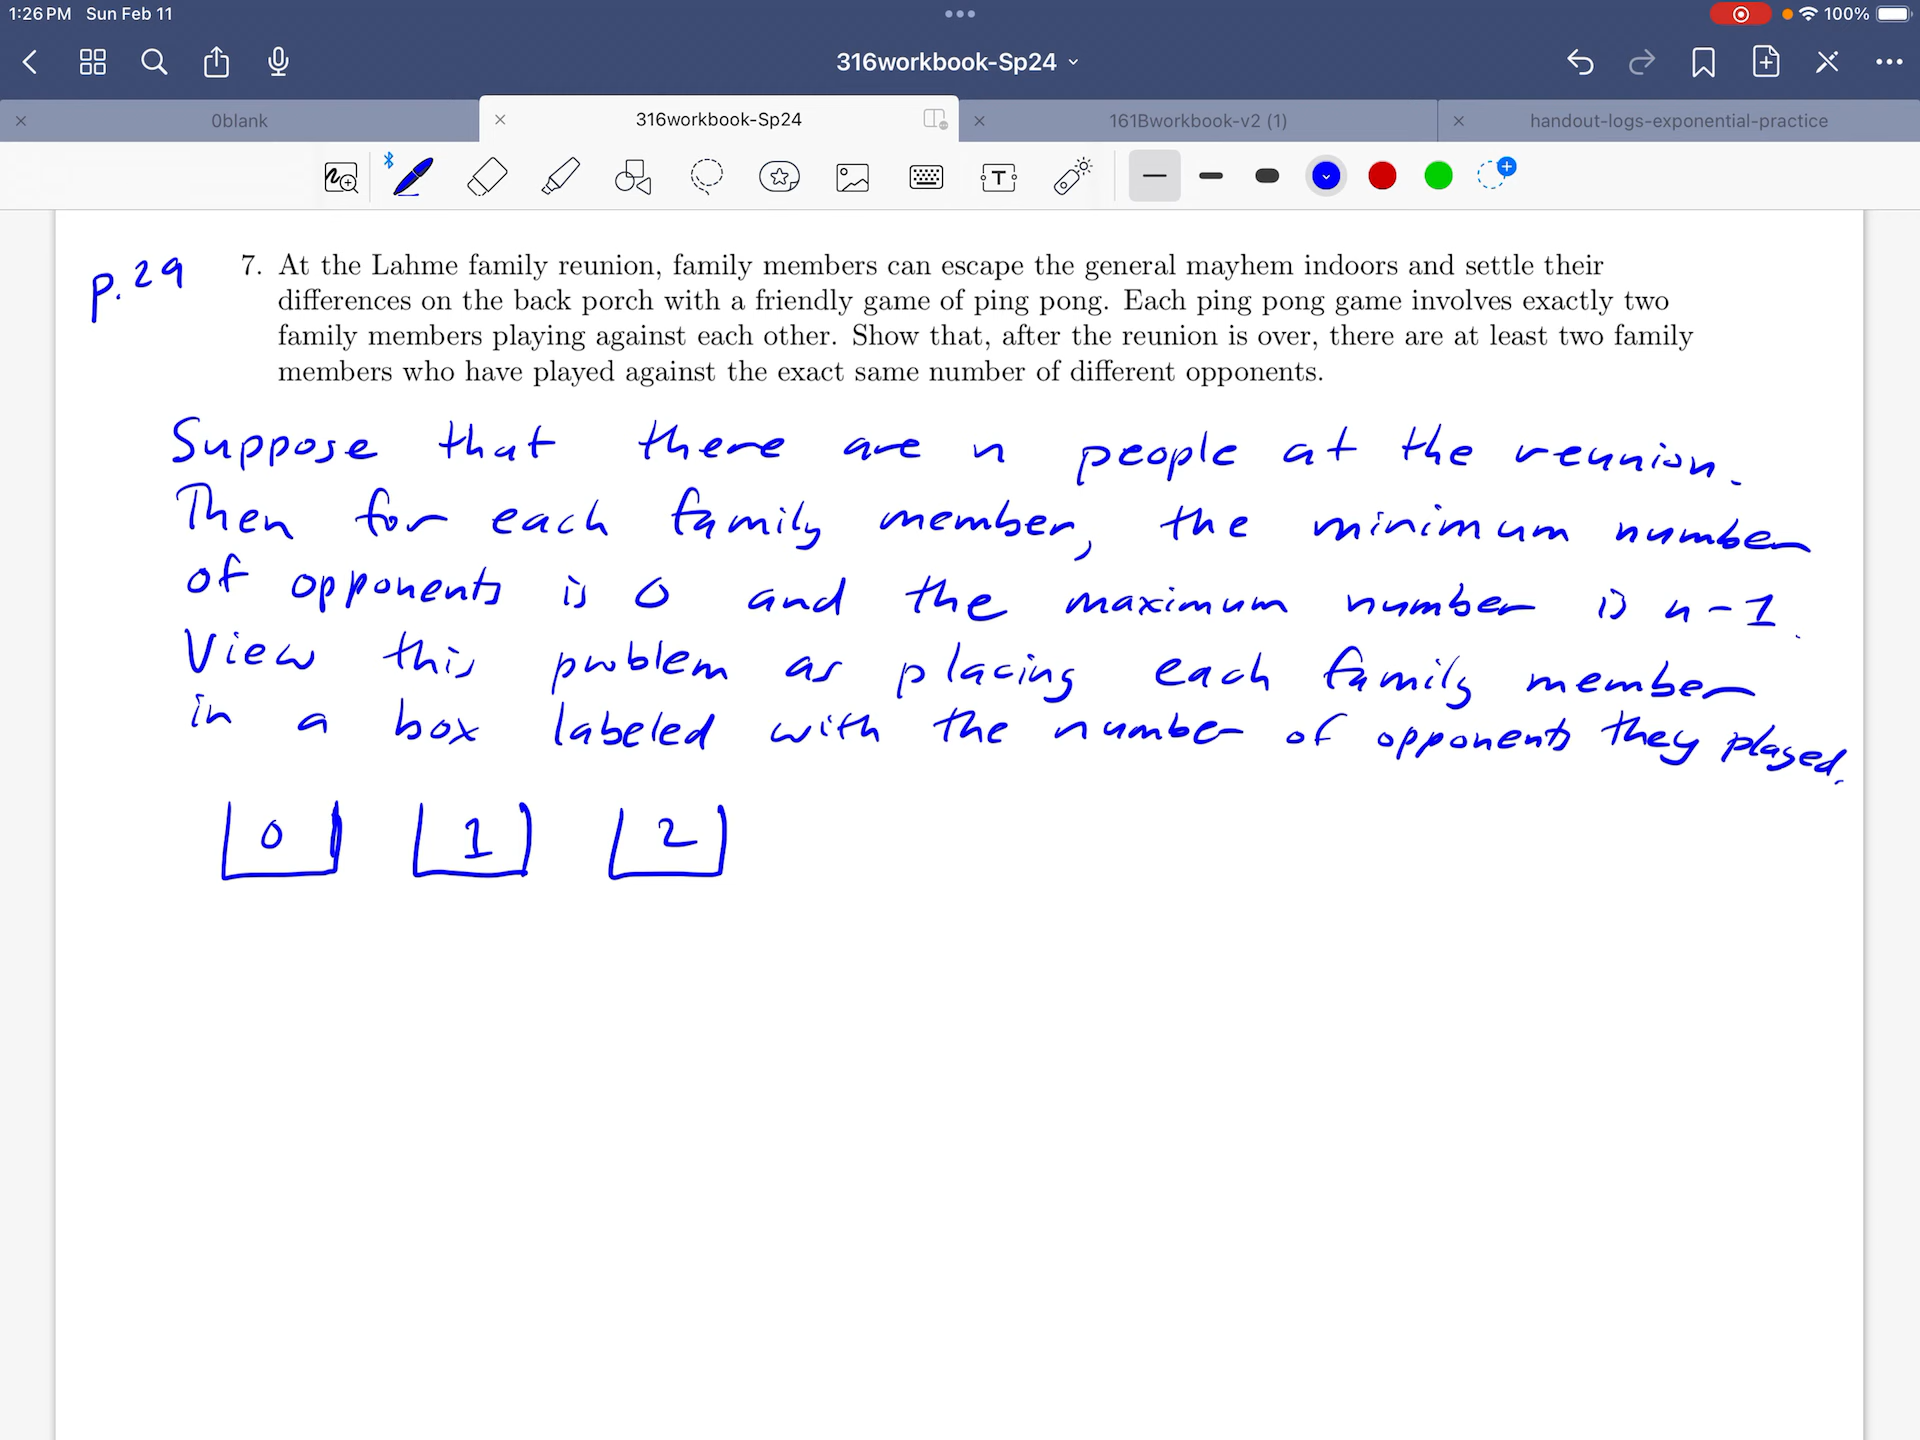 1:26 PM Sun Feb 11
100%
316workbook-Sp24
0blank
316workbook-Sp24
161Bworkbook-v2 (1)
handout-logs-exponential-practice
T
p.29
7. At the Lahme family reunion, family members can escape the general mayhem indoors and settle their
differences on the back porch with a friendly game of ping pong. Each ping pong game involves exactly two
family members playing against each other. Show that, after the reunion is over, there are at least two family
members who have played against the exact same number of different opponents.
Suppose that there are n people at the reunion.
Then for each family member, the minimum number
of opponents is 0 and the maximum number is n-1.
View this problem as placing each family member
in a box labeled with the number of opponents they played.
0 1 2